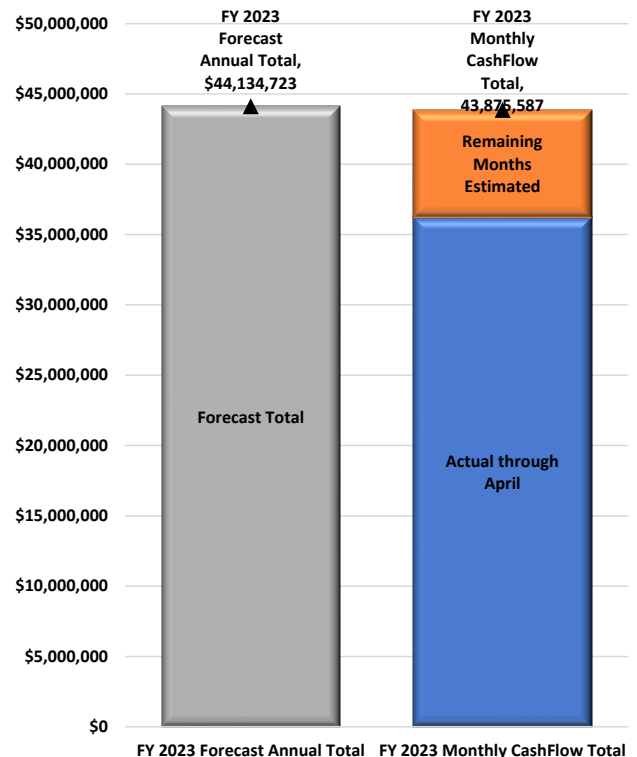 $50,000,000
$45,000,000
$40,000,000
$35,000,000
$30,000,000
$25,000,000
$20,000,000
$15,000,000
$10,000,000
$5,000,000
$0
FY 2023
Forecast
Annual Total,
$44,134,723
Forecast Total
FY 2023
Monthly
CashFlow
Total,
43,875,587
Remaining
Months
Estimated
Actual through
April
FY 2023 Forecast Annual Total
FY 2023 Monthly CashFlow Total